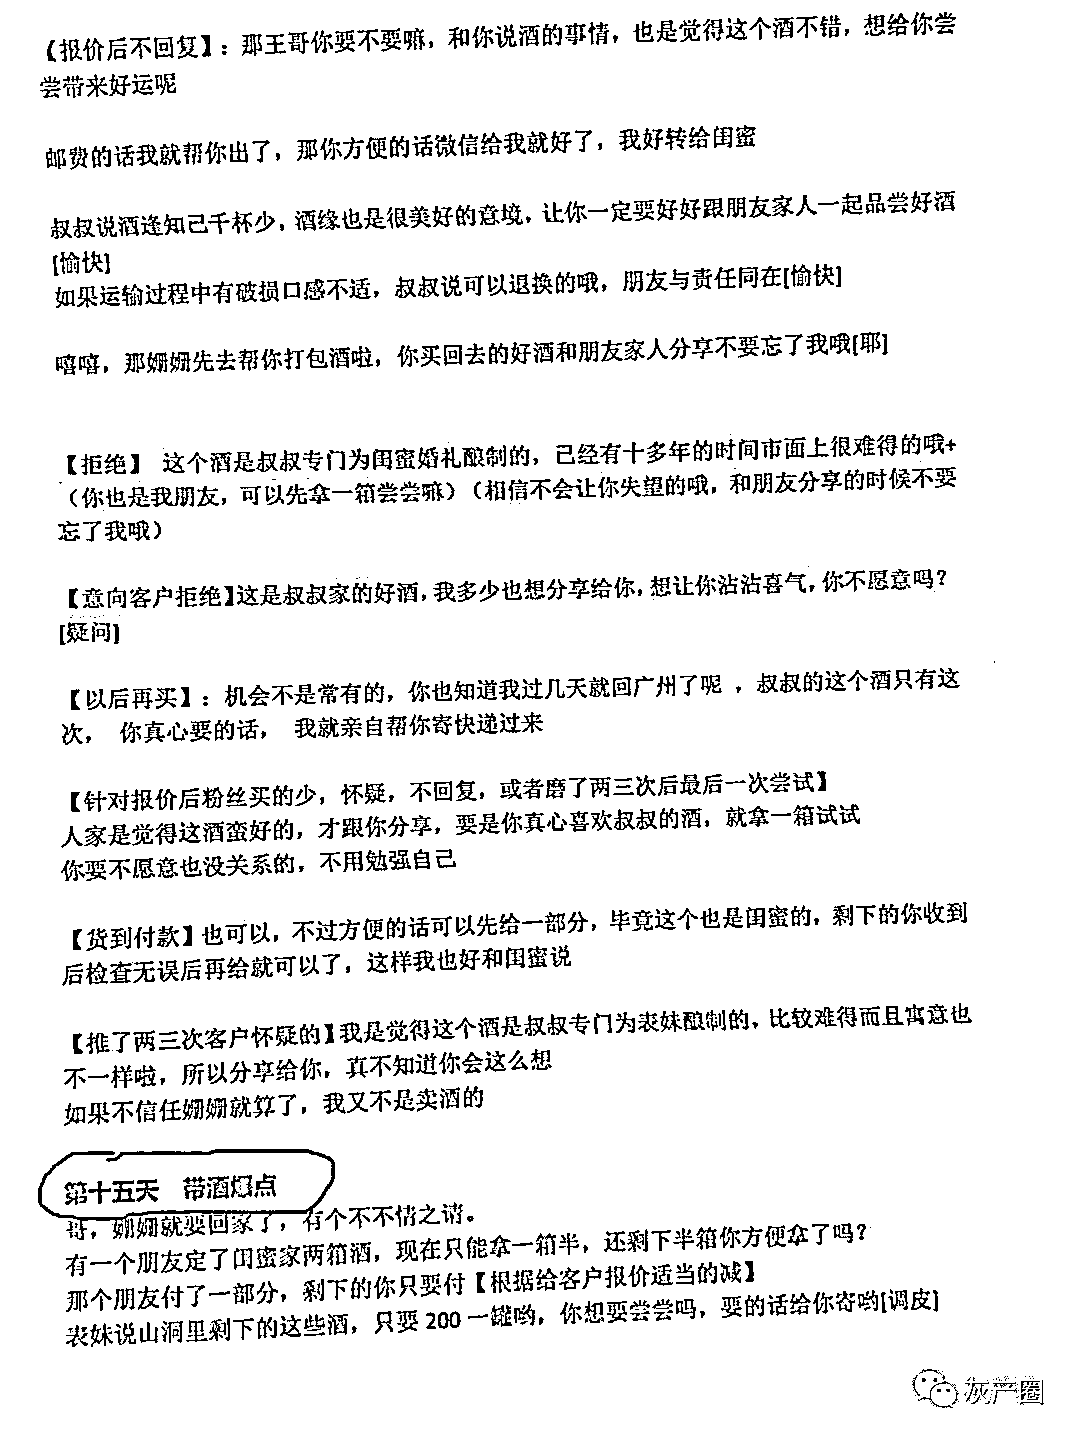 【报价后不回复】：那王哥你要不要嘛，和你说酒的事情，也是觉得这个酒不错，想给你尝
尝带来好运呢
邮费的话我就帮你出了，那你方便的话微信给我就好了，我好转给闺蜜
叔叔说酒逢知己千杯少，酒缘也是很美好的意境，让你一定要好好跟朋友家人一起品尝好酒
[愉快]
如果运输过程中有破损口感不适，叔叔说可以退换的哦，朋友与责任同在[愉快]
嘻嘻，那姗姗先去帮你打包酒啦，你买回去的好酒和朋友家人分享不要忘了我哦[耶]
【拒绝】 这个酒是叔叔专门为闺蜜婚礼酿制的，已经有十多年的时间市面上很难得的哦+
（你也是我朋友，可以先拿一箱尝尝嘛）（相信不会让你失望的哦，和朋友分享的时候不要
忘了我哦）
【意向客户拒绝】这是叔叔家的好酒，我多少也想分享给你，想让你沾沾喜气，你不愿意吗？
[疑问]
【以后再买】：机会不是常有的，你也知道我过几天就回广州了呢 ，叔叔的这个酒只有这
次， 你真心要的话， 我就亲自帮你寄快递过来
【针对报价后粉丝买的少，怀疑，不回复，或者磨了两三次后最后一次尝试】
人家是觉得这酒蛮好的，才跟你分享，要是你真心喜欢叔叔的酒，就拿一箱试试
你要不愿意也没关系的，不用勉强自己
【货到付款】也可以，不过方便的话可以先给一部分，毕竟这个也是闺蜜的，剩下的你收到
后检查无误后再给就可以了，这样我也好和闺蜜说
【推了两三次客户怀疑的】我是觉得这个酒是叔叔专门为表妹酿制的，比较难得而且寓意也
不一样啦，所以分享给你，真不知道你会这么想
如果不信任姗姗就算了，我又不是卖酒的
第十五天 带酒爆点
哥，姗姗就要回家了，有个不不情之请。
有一个朋友定了闺蜜家两箱酒，现在只能拿一箱半，还剩下半箱你方便拿了吗？
那个朋友付了一部分，剩下的你只要付【根据给客户报价适当的减】
表妹说山洞里剩下的这些酒，只要 200 一罐哟，你想要尝尝吗，要的话给你寄哟[调皮]
灰产圈